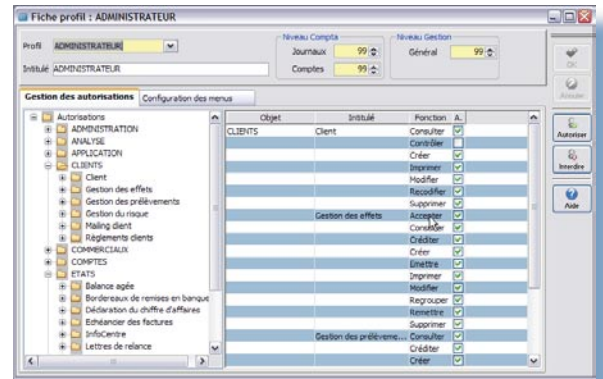 Fiche profil : ADMINISTRATEUR
Profil ADMINISTRATEUR
Intitulé ADMINISTRATEUR
Niveau Compta
Journaux 99
Comptes 99
Niveau Gestion
Général 99
OK
Annuler
Autoriser
Interdire
Aide
Gestion des autorisations Configuration des menus
Autorisations
ADMINISTRATION
ANALYSE
APPLICATION
CLIENTS
Client
Gestion des effets
Gestion des prélèvements
Gestion du risque
Mailing client
Règlements clients
COMMERCIAUX
COMPTES
ETATS
Balance agée
Bordereaux de remises en banque
Déclaration du chiffre d'affaires
Echéancier des factures
InfoCentre
Lettres de relance
Objet Intitulé Fonction A.
CLIENTS Client Consulter
Contrôler
Créer
Imprimer
Modifier
Recodifier
Supprimer
Gestion des effets Accepter
Consulter
Créditer
Créer
Emettre
Imprimer
Modifier
Regrouper
Remettre
Supprimer
Gestion des prélèveme... Consulter
Créditer
Créer